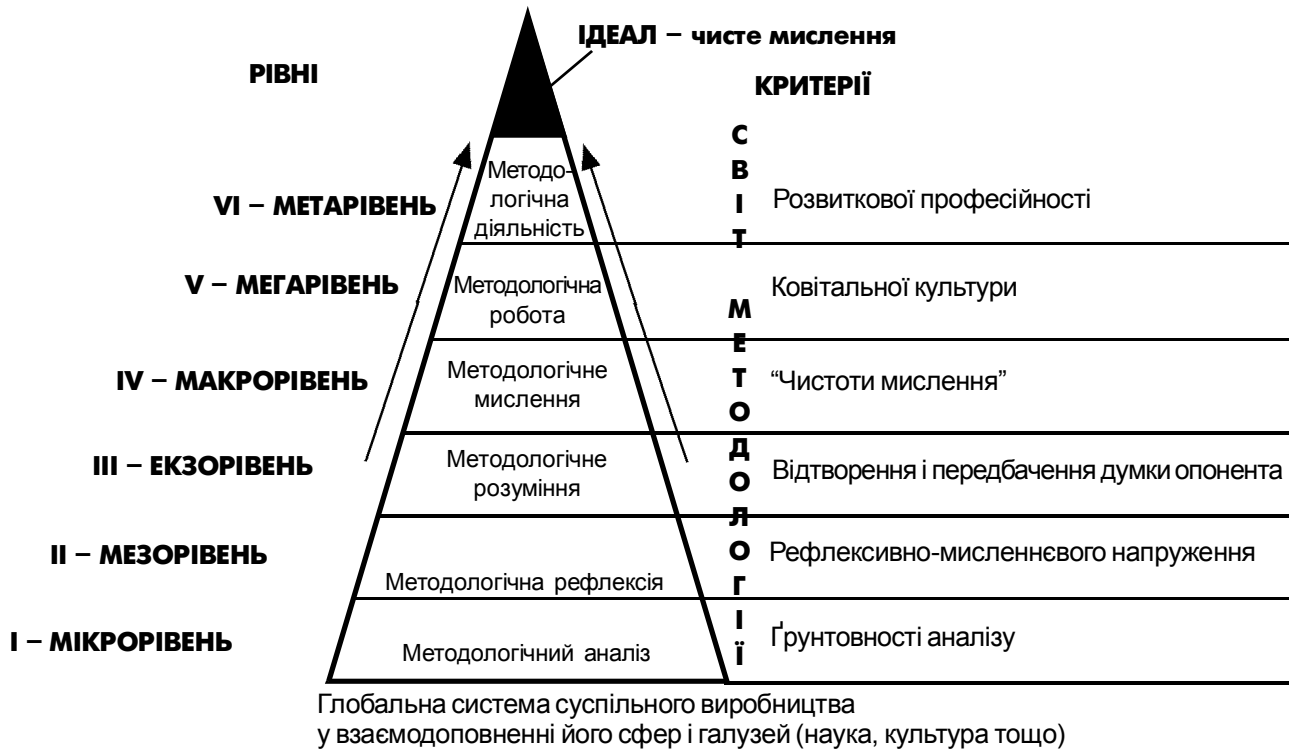 ІДЕАЛ – чисте мислення
РІВНІ
КРИТЕРІЇ
СВІТ МЕТОДОЛОГІЇ
VI – МЕТАРІВЕНЬ
Методо-
логічна
діяльність
Розвиткової професійності
V – МЕГАРІВЕНЬ
Методологічна
робота
Ковітальної культури
IV – МАКРОРІВЕНЬ
Методологічне
мислення
“Чистоти мислення”
III – ЕКЗОРІВЕНЬ
Методологічне
розуміння
Відтворення і передбачення думки опонента
II – МЕЗОРІВЕНЬ
Методологічна рефлексія
Рефлексивно-мисленнєвого напруження
I – МІКРОРІВЕНЬ
Методологічний аналіз
Ґрунтовності аналізу
Глобальна система суспільного виробництва
у взаємодоповненні його сфер і галузей (наука, культура тощо)